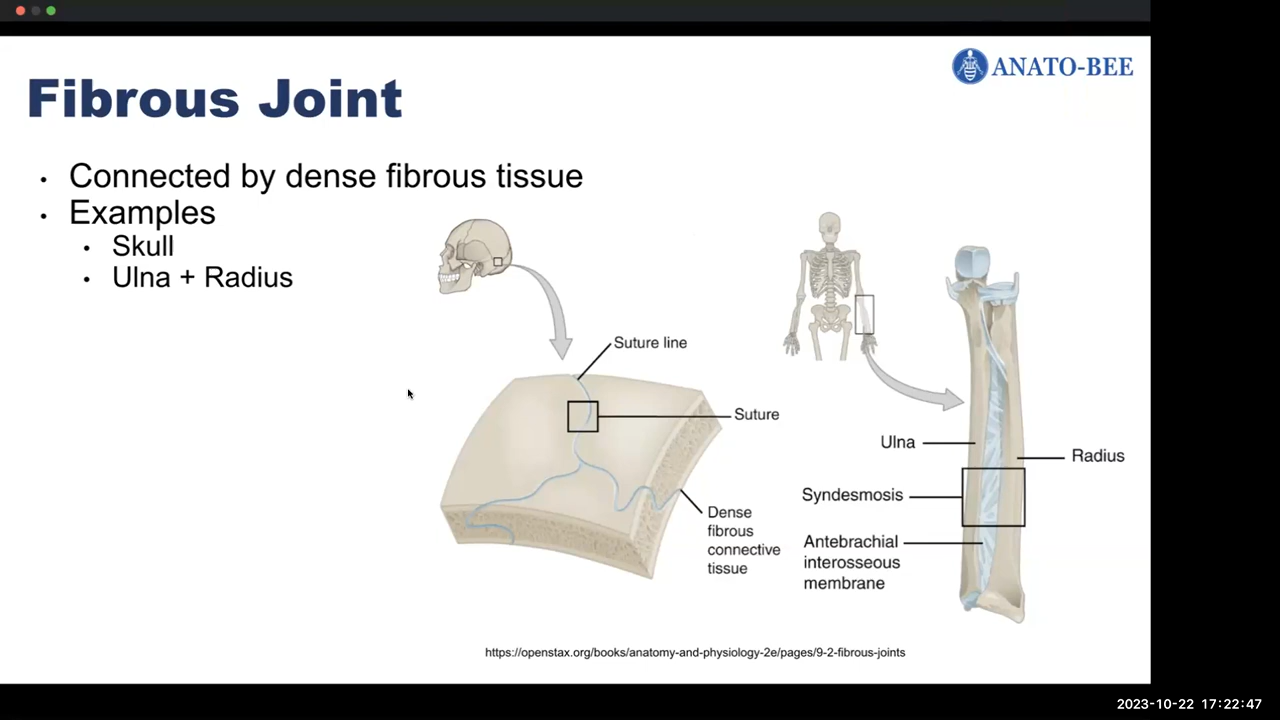 ANATO-BEE
Fibrous Joint
• Connected by dense fibrous tissue
• Examples
• Skull
• Ulna + Radius
Suture line
Suture
Dense
fibrous
connective
tissue
Ulna
Radius
Syndesmosis
Antebrachial
interosseous
membrane
https://openstax.org/books/anatomy-and-physiology-2e/pages/9-2-fibrous-joints
2023-10-22 17:22:47